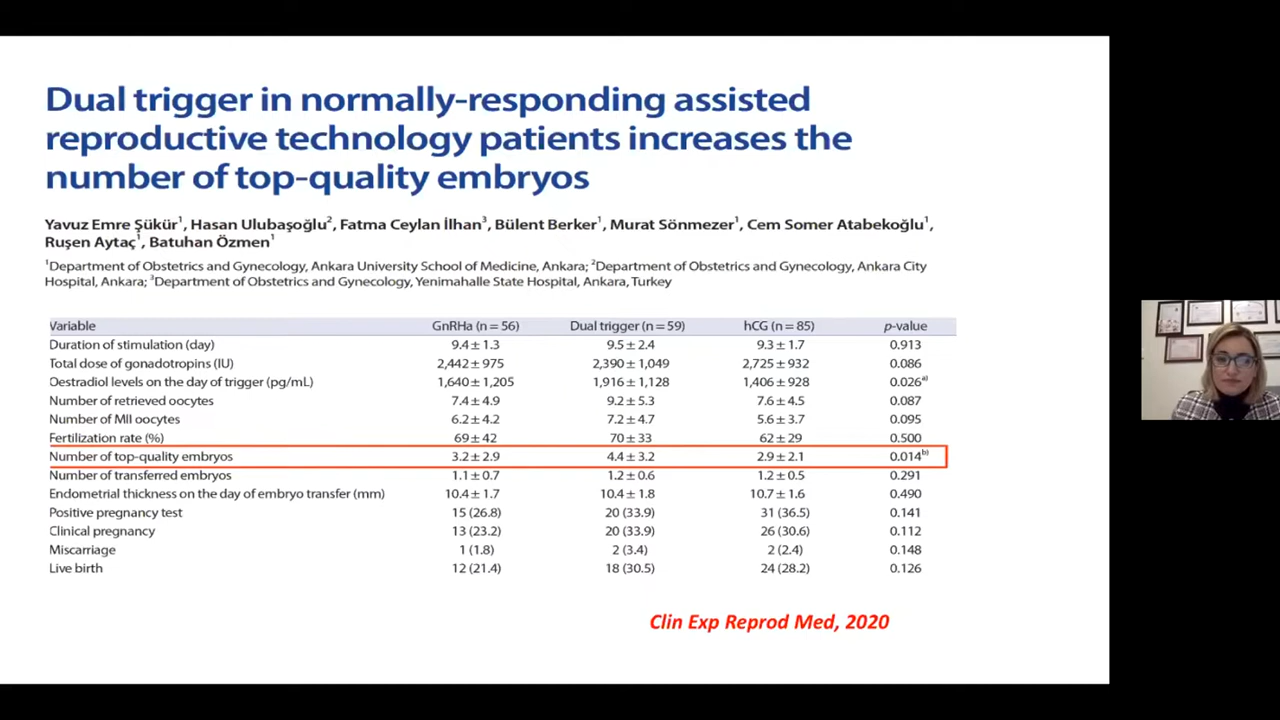 Dual trigger in normally-responding assisted
reproductive technology patients increases the
number of top-quality embryos
Yavuz Emre Şükür1, Hasan Ulubaşoğlu2, Fatma Ceylan İlhan3, Bülent Berker1, Murat Sönmezer1, Cem Somer Atabekoğlu1,
Ruşen Aytaç1, Batuhan Özmen1
1Department of Obstetrics and Gynecology, Ankara University School of Medicine, Ankara; 2Department of Obstetrics and Gynecology, Ankara City
Hospital, Ankara; 3Department of Obstetrics and Gynecology, Yenimahalle State Hospital, Ankara, Turkey
Variable GnRHa (n = 56) Dual trigger (n = 59) hCG (n = 85) p-value
Duration of stimulation (day) 9.4 ± 1.3 9.5 ± 2.4 9.3 ± 1.7 0.913
Total dose of gonadotropins (IU) 2,442 ± 975 2,390 ± 1,049 2,725 ± 932 0.086
Oestradiol levels on the day of trigger (pg/mL) 1,640 ± 1,205 1,916 ± 1,128 1,406 ± 928 0.026a)
Number of retrieved oocytes 7.4 ± 4.9 9.2 ± 5.3 7.6 ± 4.5 0.087
Number of MII oocytes 6.2 ± 4.2 7.2 ± 4.7 5.6 ± 3.7 0.095
Fertilization rate (%) 69 ± 42 70 ± 33 62 ± 29 0.500
Number of top-quality embryos 3.2 ± 2.9 4.4 ± 3.2 2.9 ± 2.1 0.014b)
Number of transferred embryos 1.1 ± 0.7 1.2 ± 0.6 1.2 ± 0.5 0.291
Endometrial thickness on the day of embryo transfer (mm) 10.4 ± 1.7 10.4 ± 1.8 10.7 ± 1.6 0.490
Positive pregnancy test 15 (26.8) 20 (33.9) 31 (36.5) 0.141
Clinical pregnancy 13 (23.2) 20 (33.9) 26 (30.6) 0.112
Miscarriage 1 (1.8) 2 (3.4) 2 (2.4) 0.148
Live birth 12 (21.4) 18 (30.5) 24 (28.2) 0.126
Clin Exp Reprod Med, 2020